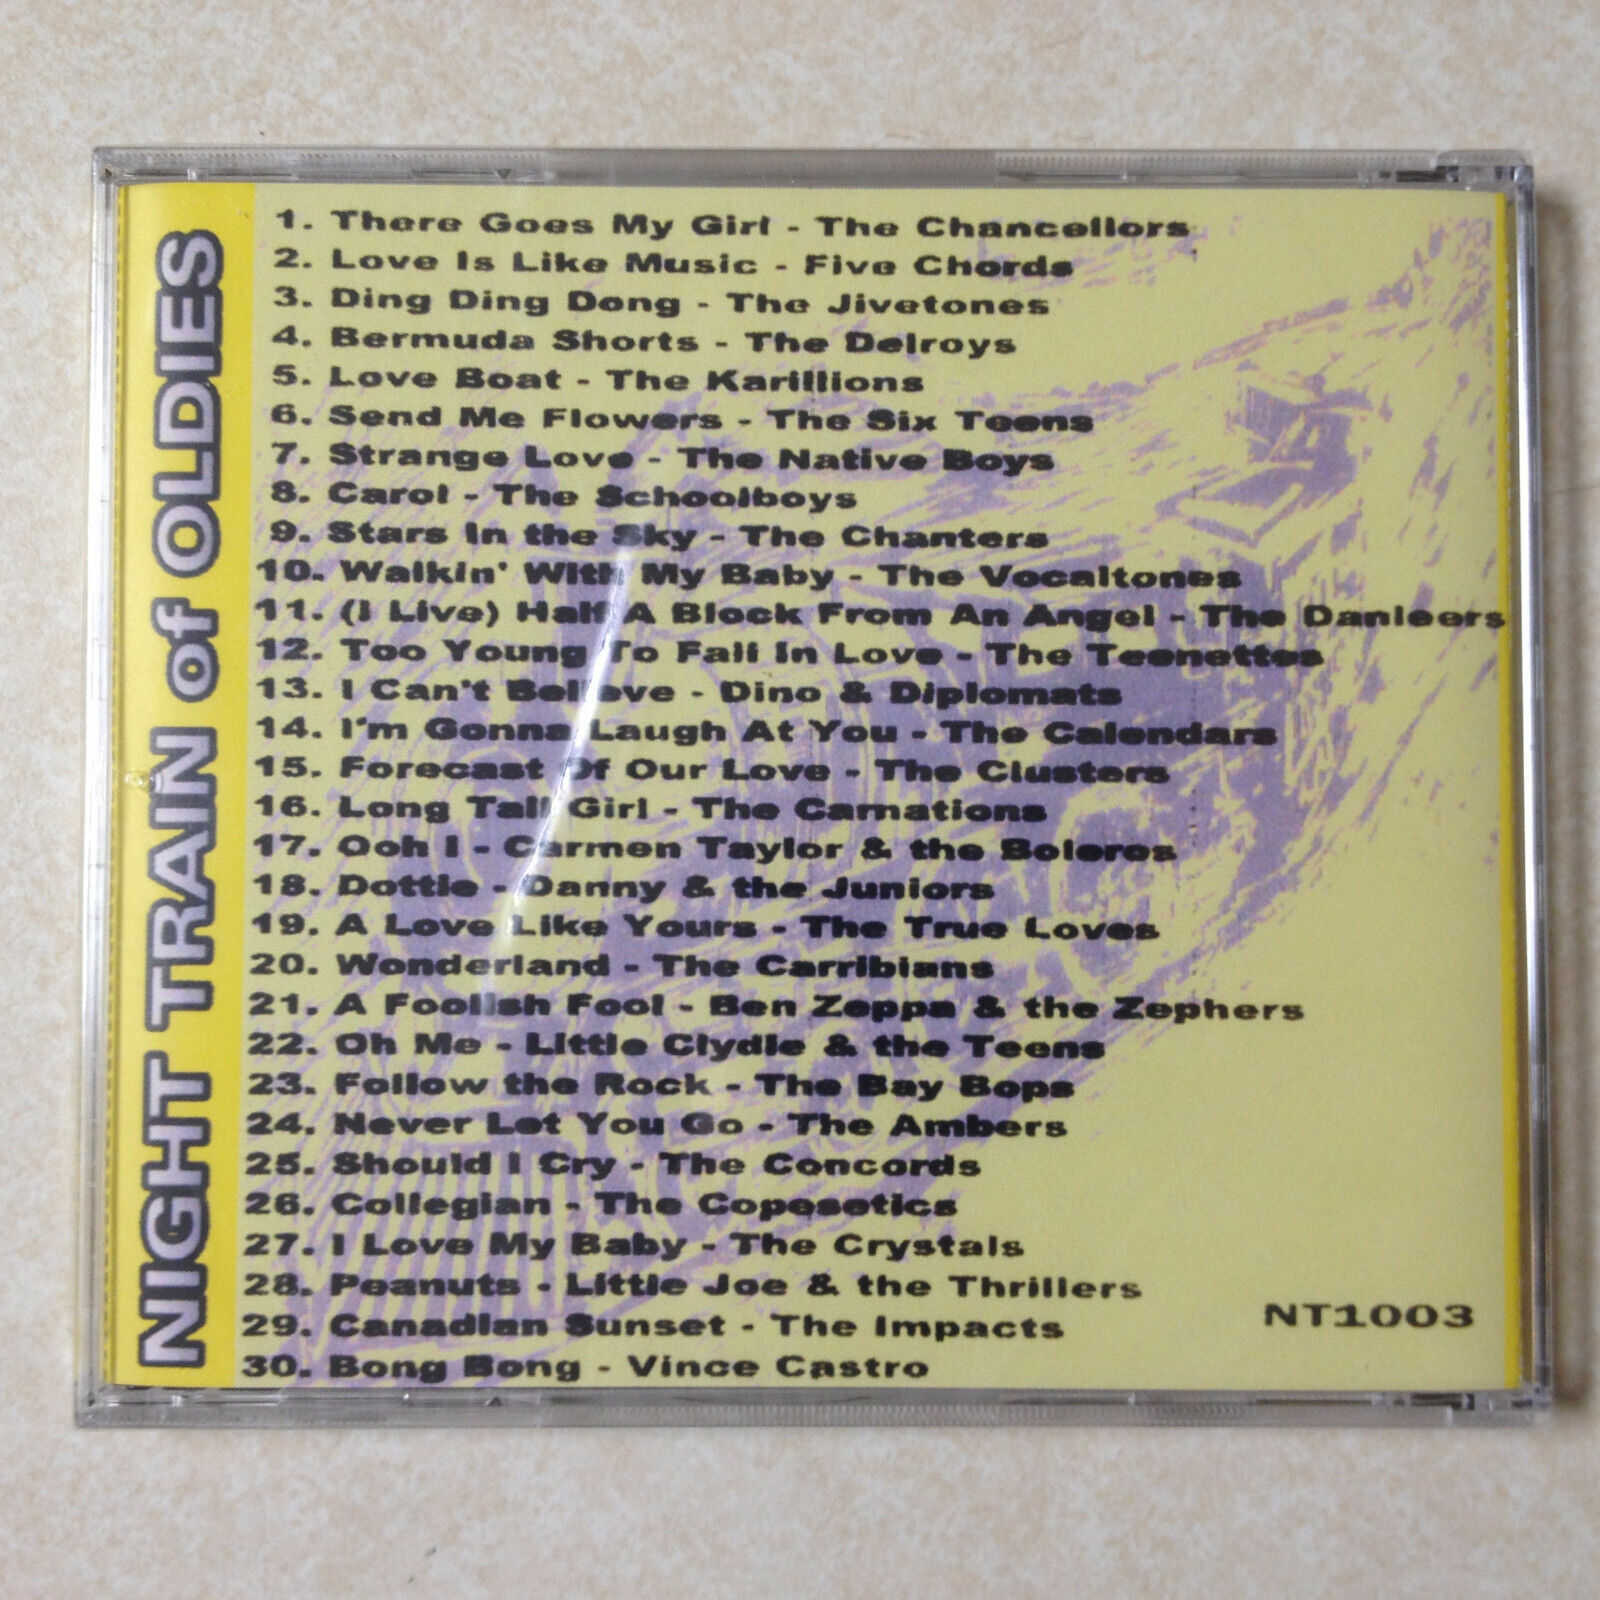 NIGHT TRAIN of OLDIES
1. There Goes My Girl - The Chancellors
2. Love Is Like Music - Five Chords
3. Ding Ding Dong - The Jivetones
4. Bermuda Shorts - The Delroys
5. Love Boat - The Karillions
6. Send Me Flowers - The Six Teens
7. Strange Love - The Native Boys
8. Carol - The Schoolboys
9. Stars In the Sky - The Chanters
10. Walkin' With My Baby - The Vocaltones
11. (I Live) Half A Block From An Angel - The Danleers
12. Too Young To Fall In Love - The Teenettes
13. I Can't Believe - Dino & Diplomats
14. I'm Gonna Laugh At You - The Calendars
15. Forecast Of Our Love - The Clusters
16. Long Tall Girl - The Carnations
17. Ooh I - Carmen Taylor & the Boleros
18. Dottie - Danny & the Juniors
19. A Love Like Yours - The True Loves
20. Wonderland - The Carribians
21. A Foolish Fool - Ben Zeppa & the Zephers
22. Oh Me - Little Clydie & the Teens
23. Follow the Rock - The Bay Bops
24. Never Let You Go - The Ambers
25. Should I Cry - The Concords
26. Collegian - The Copesetics
27. I Love My Baby - The Crystals
28. Peanuts - Little Joe & the Thrillers
29. Canadian Sunset - The Impacts
30. Bong Bong - Vince Castro
NT1003